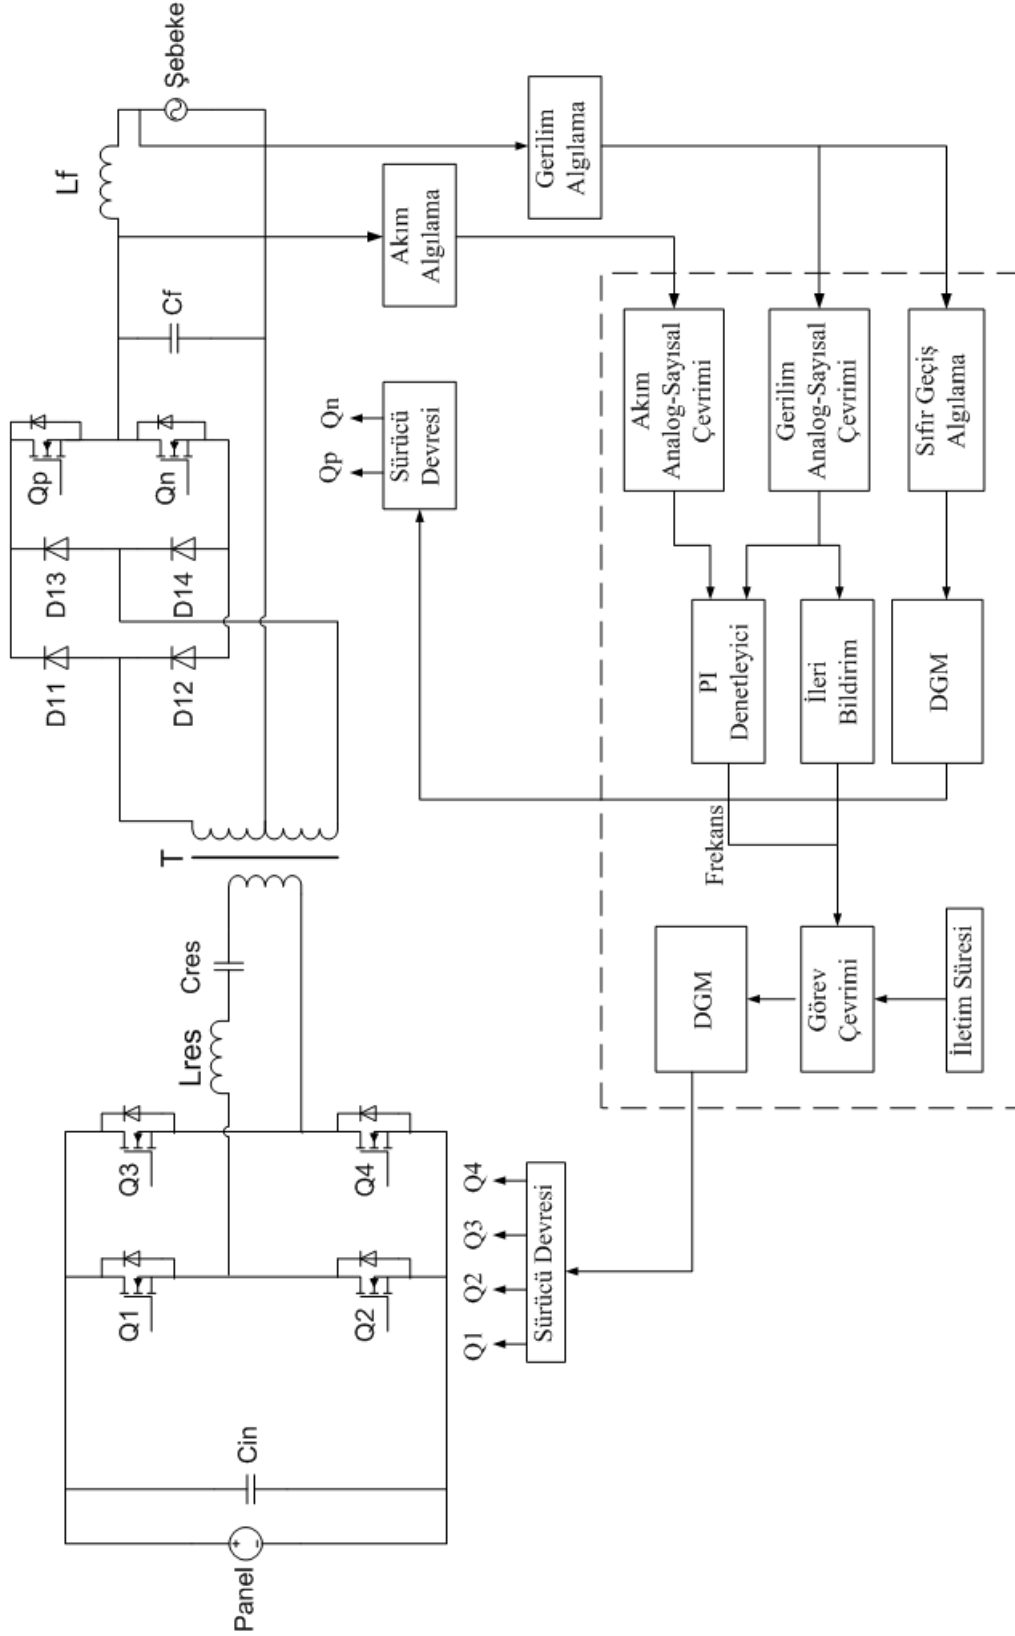 Panel
Cin
Q1
Q2
Q3
Q4
Lres
Cres
T
D11
D12
D13
D14
Qp
Qn
Cf
Lf
Şebeke
Q1
Q2
Q3
Q4
Sürücü Devresi
Qp
Qn
Sürücü
Devresi
Akım
Algılama
Gerilim
Algılama
DGM
Görev
Çevrimi
İletim Süresi
Frekans
PI
Denetleyici
İleri
Bildirim
DGM
Akım
Analog-Sayısal
Çevrimi
Gerilim
Analog-Sayısal
Çevrimi
Sıfır Geçiş
Algılama